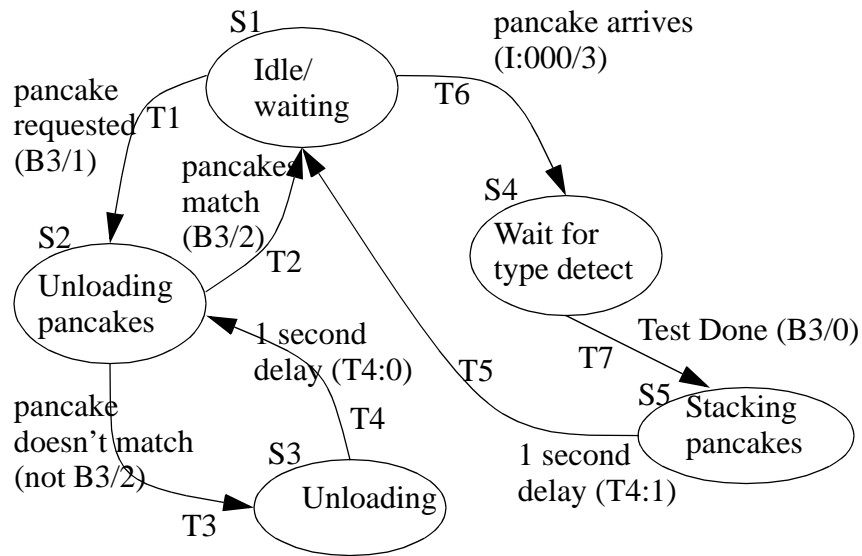 S1
Idle/
waiting
pancake arrives
(I:000/3)
T6
pancake
requested
(B3/1)
T1
pancakes
match
(B3/2)
T2
S4
Wait for
type detect
S2
Unloading
pancakes
1 second
delay (T4:0)
T4
T5
Test Done (B3/0)
T7
S5
Stacking
pancakes
pancake
doesn't match
(not B3/2)
T3
S3
Unloading
1 second
delay (T4:1)